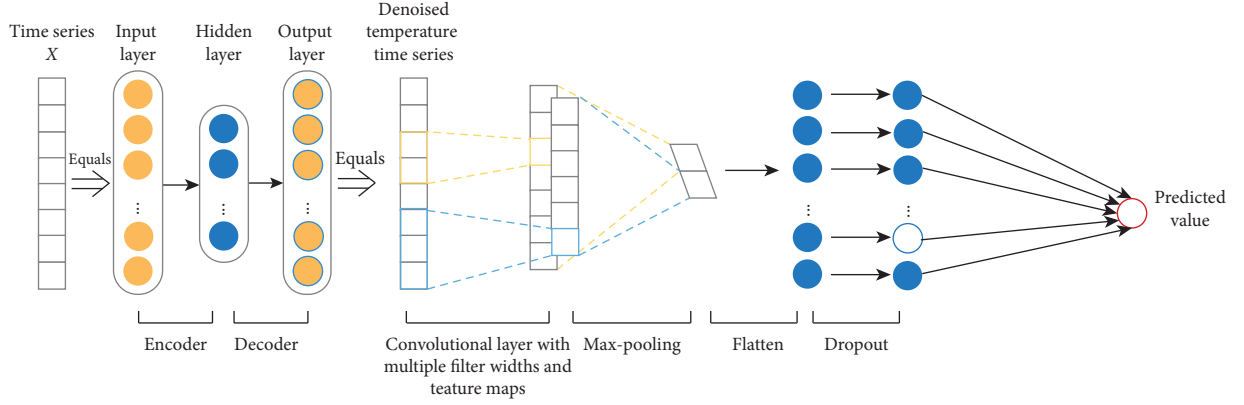 Time series
X
Input
layer
Hidden
layer
Output
layer
Denoised
temperature
time series
Equals
Equals
Predicted
value
Encoder
Decoder
Convolutional layer with
multiple filter widths and
teature maps
Max-pooling
Flatten
Dropout